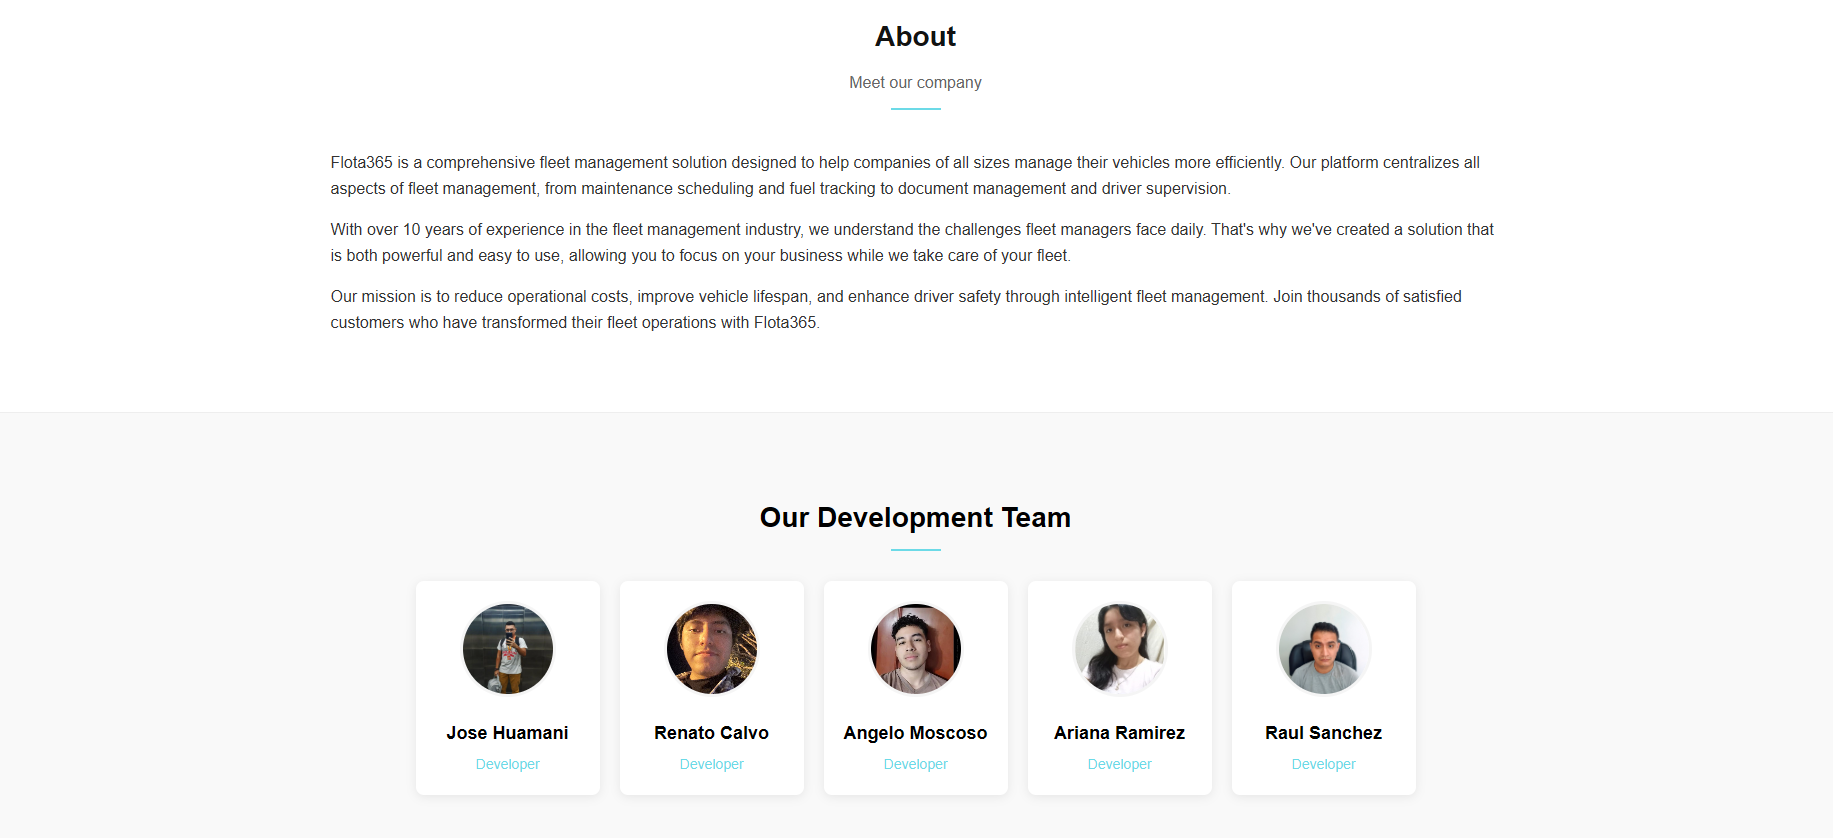 About
Meet our company
Flota365 is a comprehensive fleet management solution designed to help companies of all sizes manage their vehicles more efficiently. Our platform centralizes all
aspects of fleet management, from maintenance scheduling and fuel tracking to document management and driver supervision.
With over 10 years of experience in the fleet management industry, we understand the challenges fleet managers face daily. That's why we've created a solution that
is both powerful and easy to use, allowing you to focus on your business while we take care of your fleet.
Our mission is to reduce operational costs, improve vehicle lifespan, and enhance driver safety through intelligent fleet management. Join thousands of satisfied
customers who have transformed their fleet operations with Flota365.
Our Development Team
Jose Huamani
Developer
Renato Calvo
Developer
Angelo Moscoso
Developer
Ariana Ramirez
Developer
Raul Sanchez
Developer